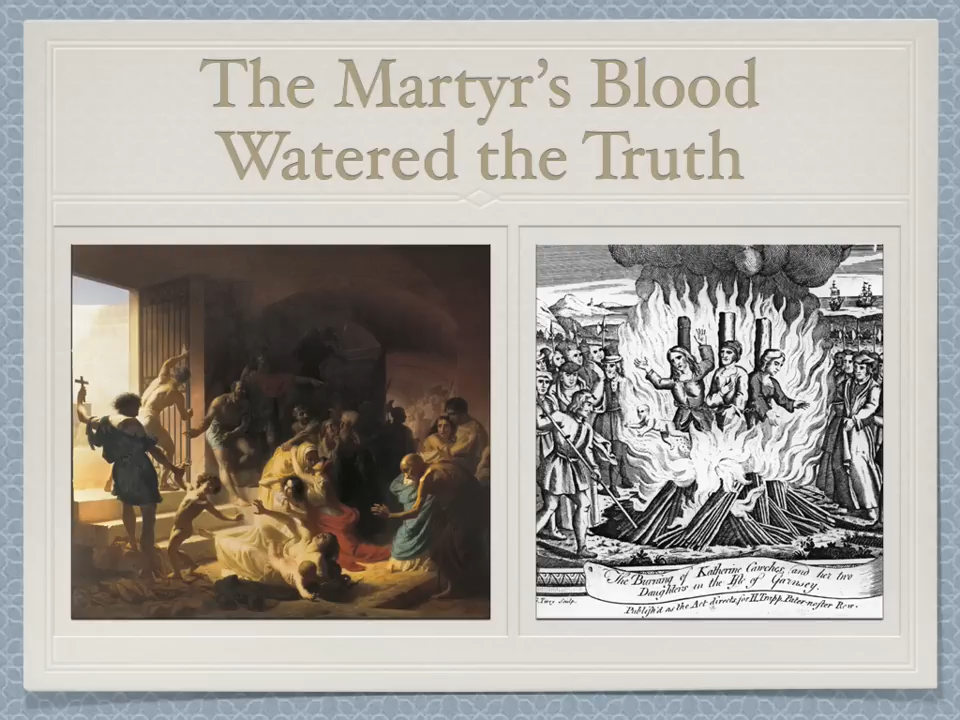 The Martyr’s Blood
Watered the Truth
The Burning of Katherine Cawches, and her two
Daughters in the Isle of Garnsey.
Publish'd as the Act directs, for H. Trapp, Pater-noster Row.
Sculp.